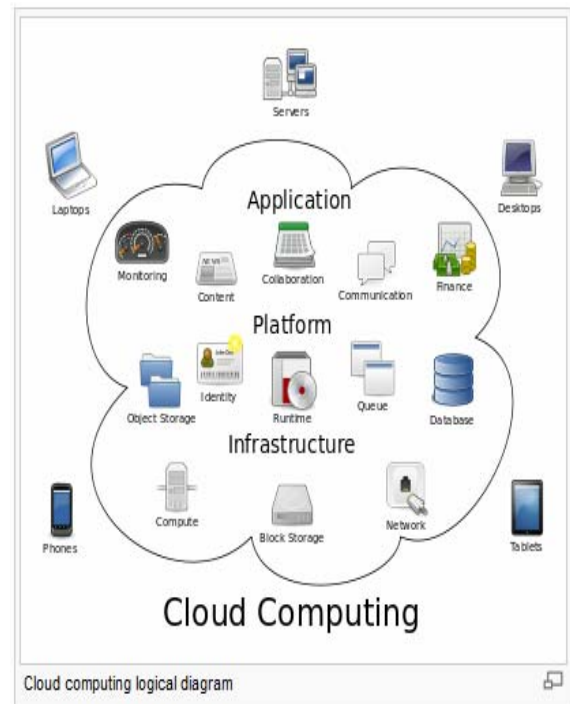 Servers
Laptops
Desktops
Application
Monitoring
NEWS
Content
Collaboration
Communication
Finance
Platform
Object Storage
Identity
Runtime
Queue
Database
Infrastructure
Compute
Block Storage
Network
Phones
Tablets
Cloud Computing
Cloud computing logical diagram